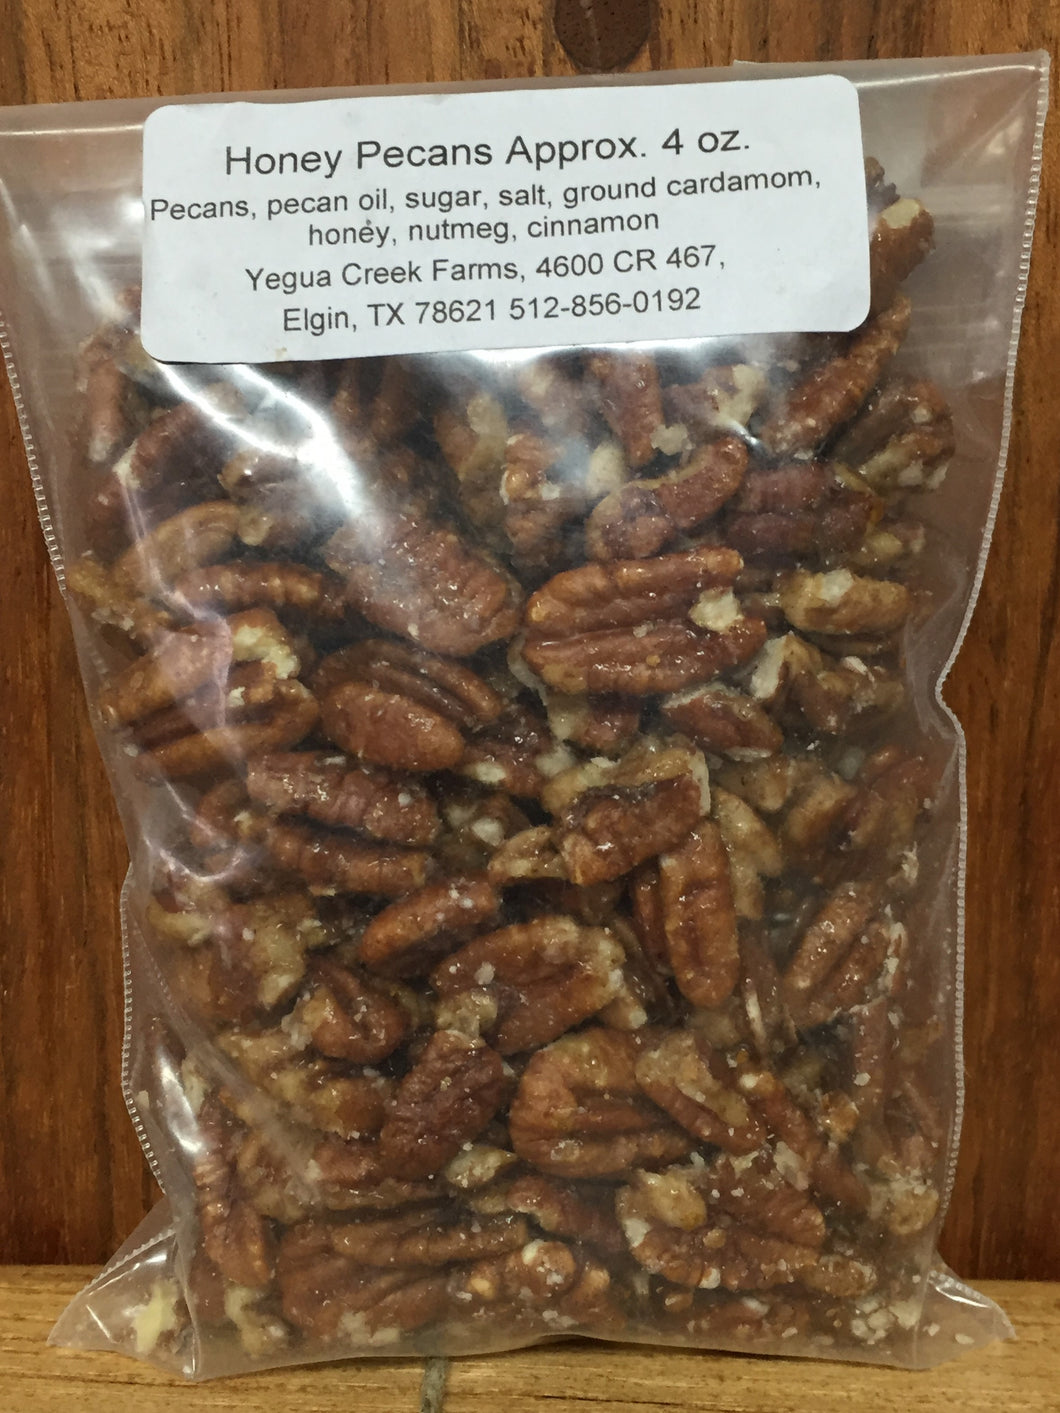 Honey Pecans Approx. 4 oz.
Pecans, pecan oil, sugar, salt, ground cardamom,
honey, nutmeg, cinnamon
Yegua Creek Farms, 4600 CR 467,
Elgin, TX 78621 512-856-0192